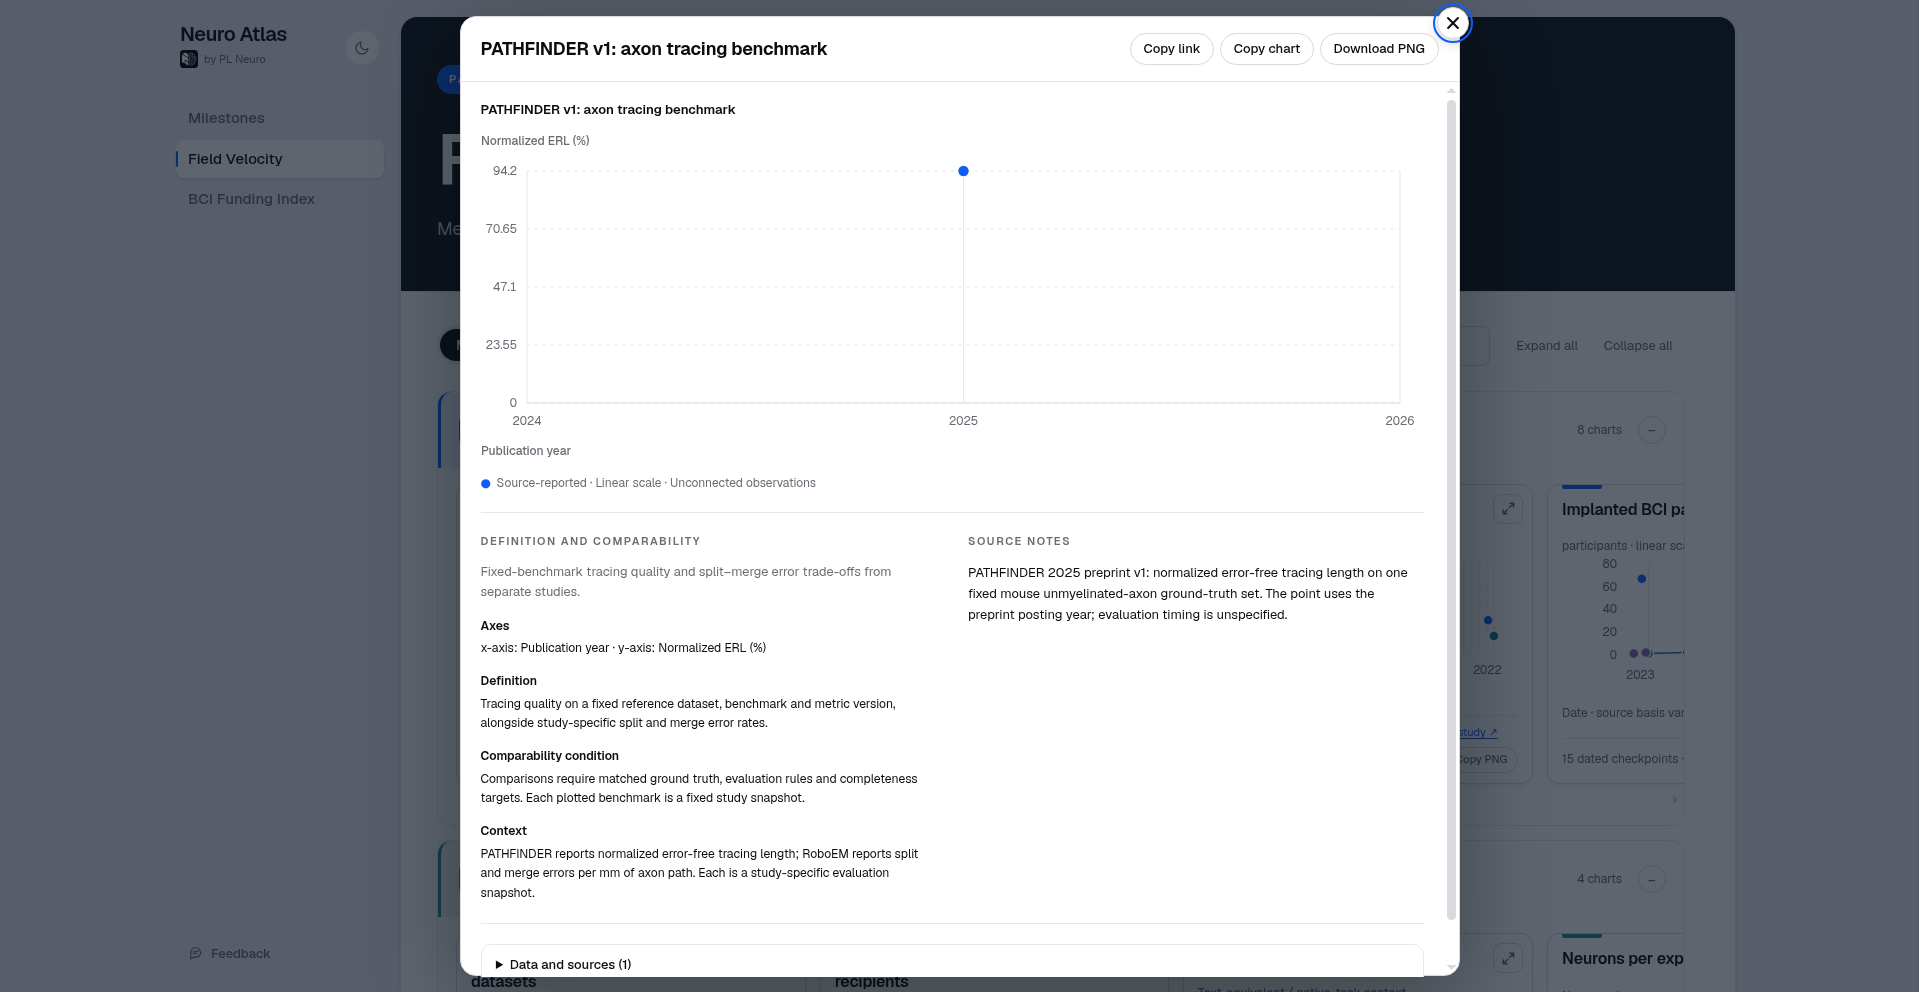 Neuro Atlas
by PL Neuro
Milestones
Field Velocity
BCI Funding Index
Feedback
PATHFINDER v1: axon tracing benchmark
Copy link
Copy chart
Download PNG
PATHFINDER v1: axon tracing benchmark
Normalized ERL (%)
94.2
70.65
47.1
23.55
0
2024
2025
2026
Publication year
Source-reported · Linear scale · Unconnected observations
DEFINITION AND COMPARABILITY
Fixed-benchmark tracing quality and split–merge error trade-offs from
separate studies.
Axes
x-axis: Publication year · y-axis: Normalized ERL (%)
Definition
Tracing quality on a fixed reference dataset, benchmark and metric version,
alongside study-specific split and merge error rates.
Comparability condition
Comparisons require matched ground truth, evaluation rules and completeness
targets. Each plotted benchmark is a fixed study snapshot.
Context
PATHFINDER reports normalized error-free tracing length; RoboEM reports split
and merge errors per mm of axon path. Each is a study-specific evaluation
snapshot.
SOURCE NOTES
PATHFINDER 2025 preprint v1: normalized error-free tracing length on one
fixed mouse unmyelinated-axon ground-truth set. The point uses the
preprint posting year; evaluation timing is unspecified.
Data and sources (1)
Expand all
Collapse all
8 charts
Implanted BCI pa
participants · linear sca
80
60
40
20
0
2022
2023
Date · source basis var
study ↗
Copy PNG
15 dated checkpoints ·
4 charts
Neurons per exp
datasets
recipients